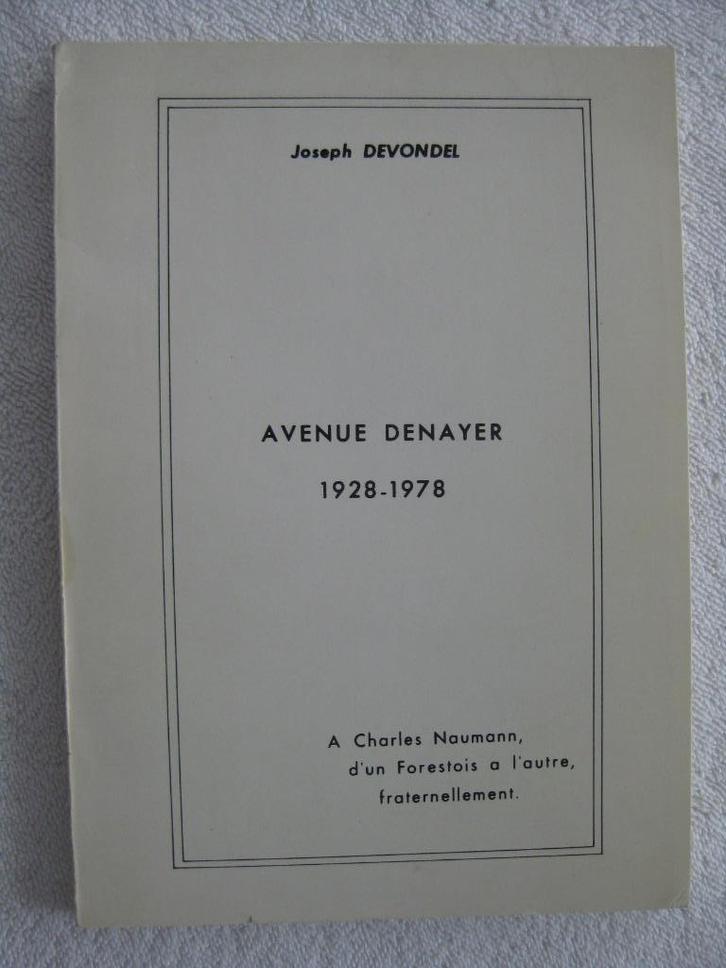 Joseph DEVONDEL
AVENUE DENAYER
1928-1978
A Charles Naumann,
d'un Forestois a l'autre,
fraternellement.